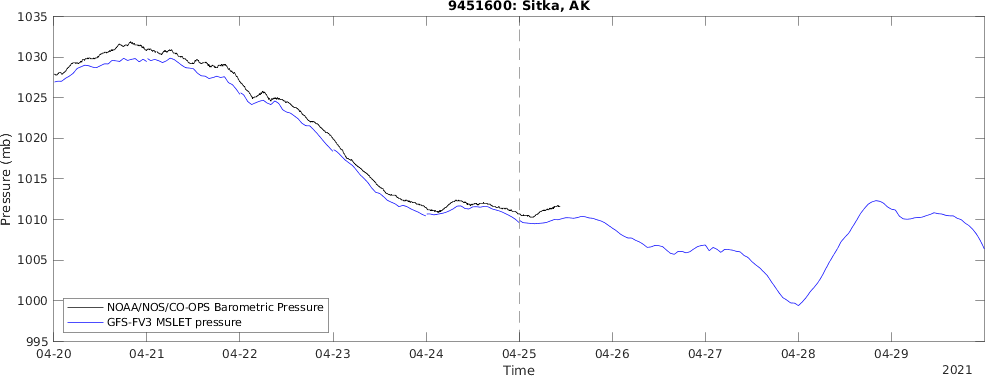 9451600: Sitka, AK
1035
1030
1025
1020
1015
1010
1005
1000
995
Pressure (mb)
NOAA/NOS/CO-OPS Barometric Pressure
GFS-FV3 MSLET pressure
04-20 04-21 04-22 04-23 04-24 04-25 04-26 04-27 04-28 04-29
Time
2021